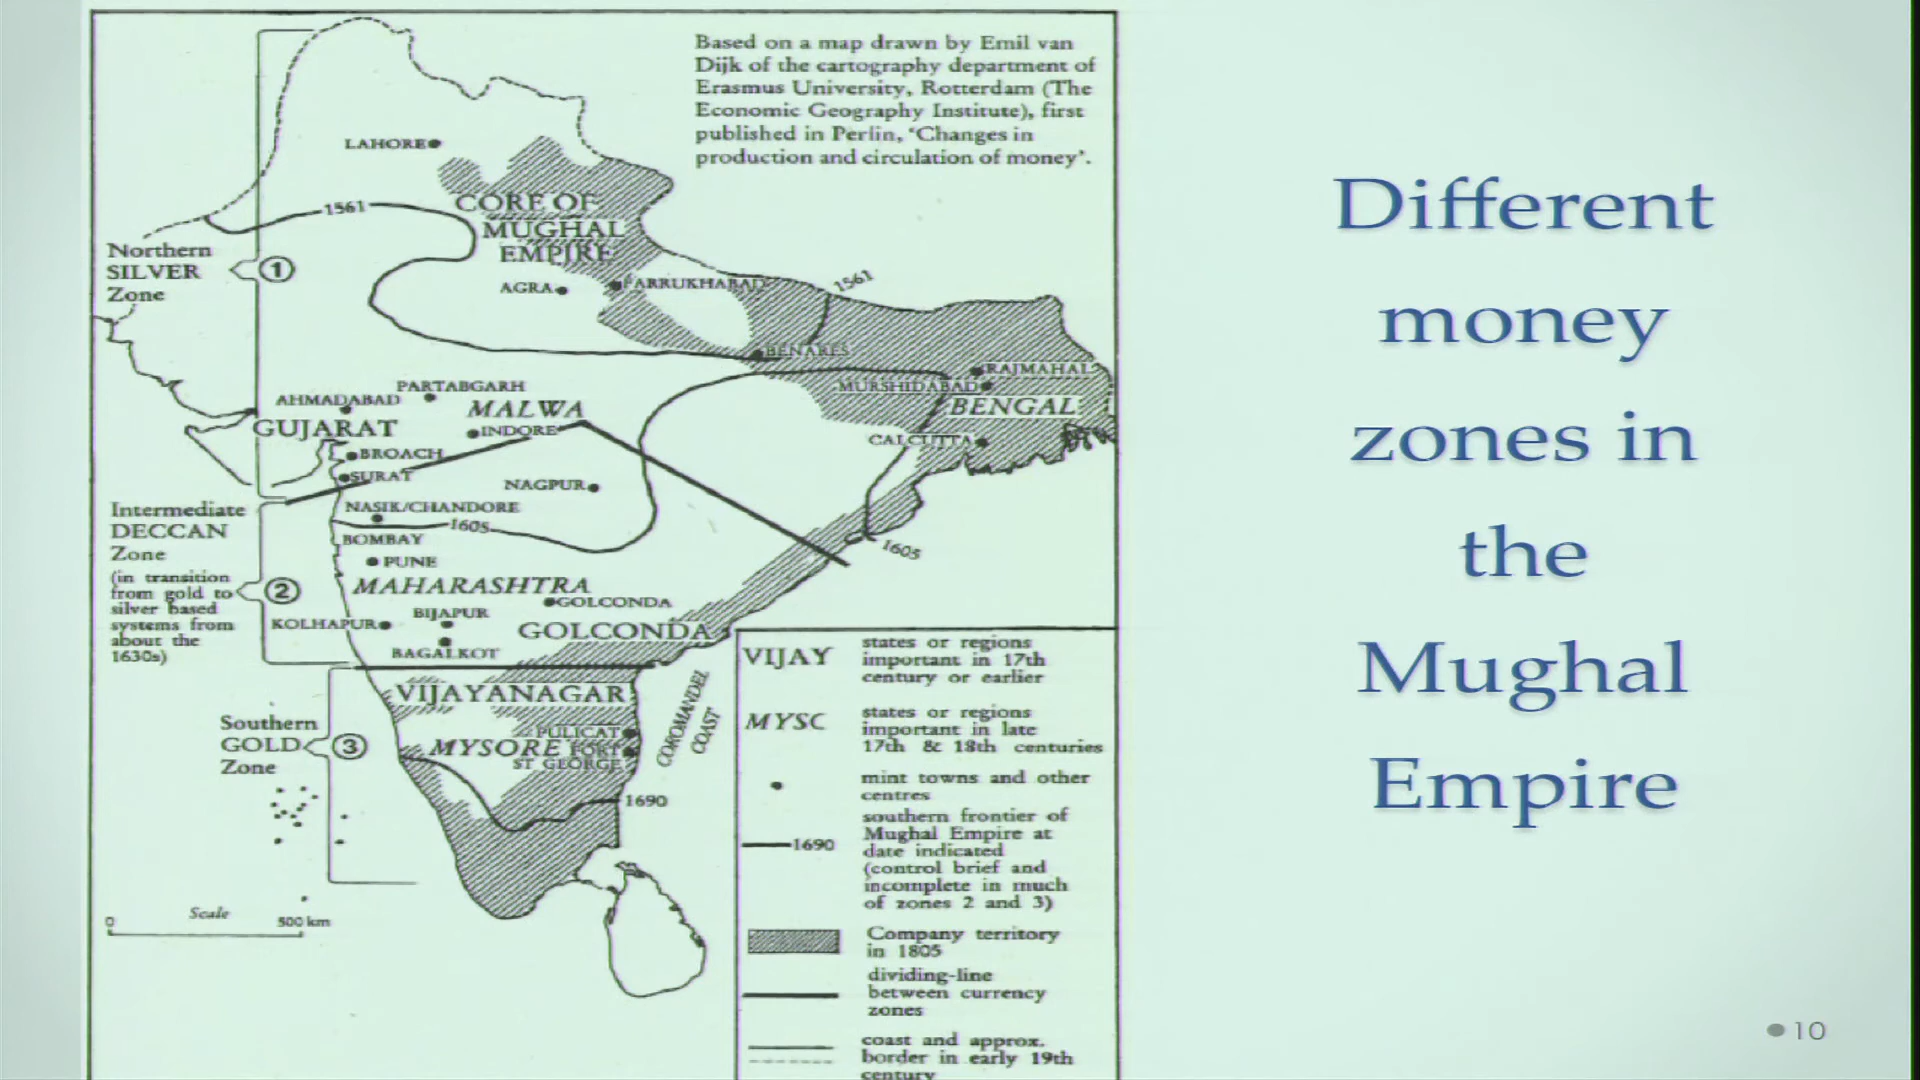 Based on a map drawn by Emil van
Dijk of the cartography department of
Erasmus University, Rotterdam (The
Economic Geography Institute), first
published in Perlin, 'Changes in
production and circulation of money'.
LAHORE
CORE OF
MUGHAL
EMPIRE
1561
Northern
SILVER
Zone
1
AGRA
FARRUKHABAD
1561
BENARES
RAJMAHAL
MURSHIDABAD
BENGAL
CALCUTTA
PARTABGARH
AHMADABAD
MALWA
GUJARAT
INDORE
BROACH
SURAT
NAGPUR
Intermediate
DECCAN
Zone
(in transition
from gold to
silver based
systems from
about the
1630s)
2
NASIK/CHANDORE
1605
1605
BOMBAY
PUNE
MAHARASHTRA
GOLCONDA
BIJAPUR
KOLHAPUR
GOLCONDA
BAGALKOT
VIJAYANAGAR
Southern
GOLD
Zone
3
PULICAT
MYSORE
FORT
ST GEORGE
COROMANDEL
COAST
1690
Scale
0
500 km
VIJAY
states or regions
important in 17th
century or earlier
MYSC
states or regions
important in late
17th & 18th centuries
mint towns and other
centres
1690
southern frontier of
Mughal Empire at
date indicated
(control brief and
incomplete in much
of zones 2 and 3)
Company territory
in 1805
dividing-line
between currency
zones
coast and approx.
border in early 19th
century
Different
money
zones in
the
Mughal
Empire
10